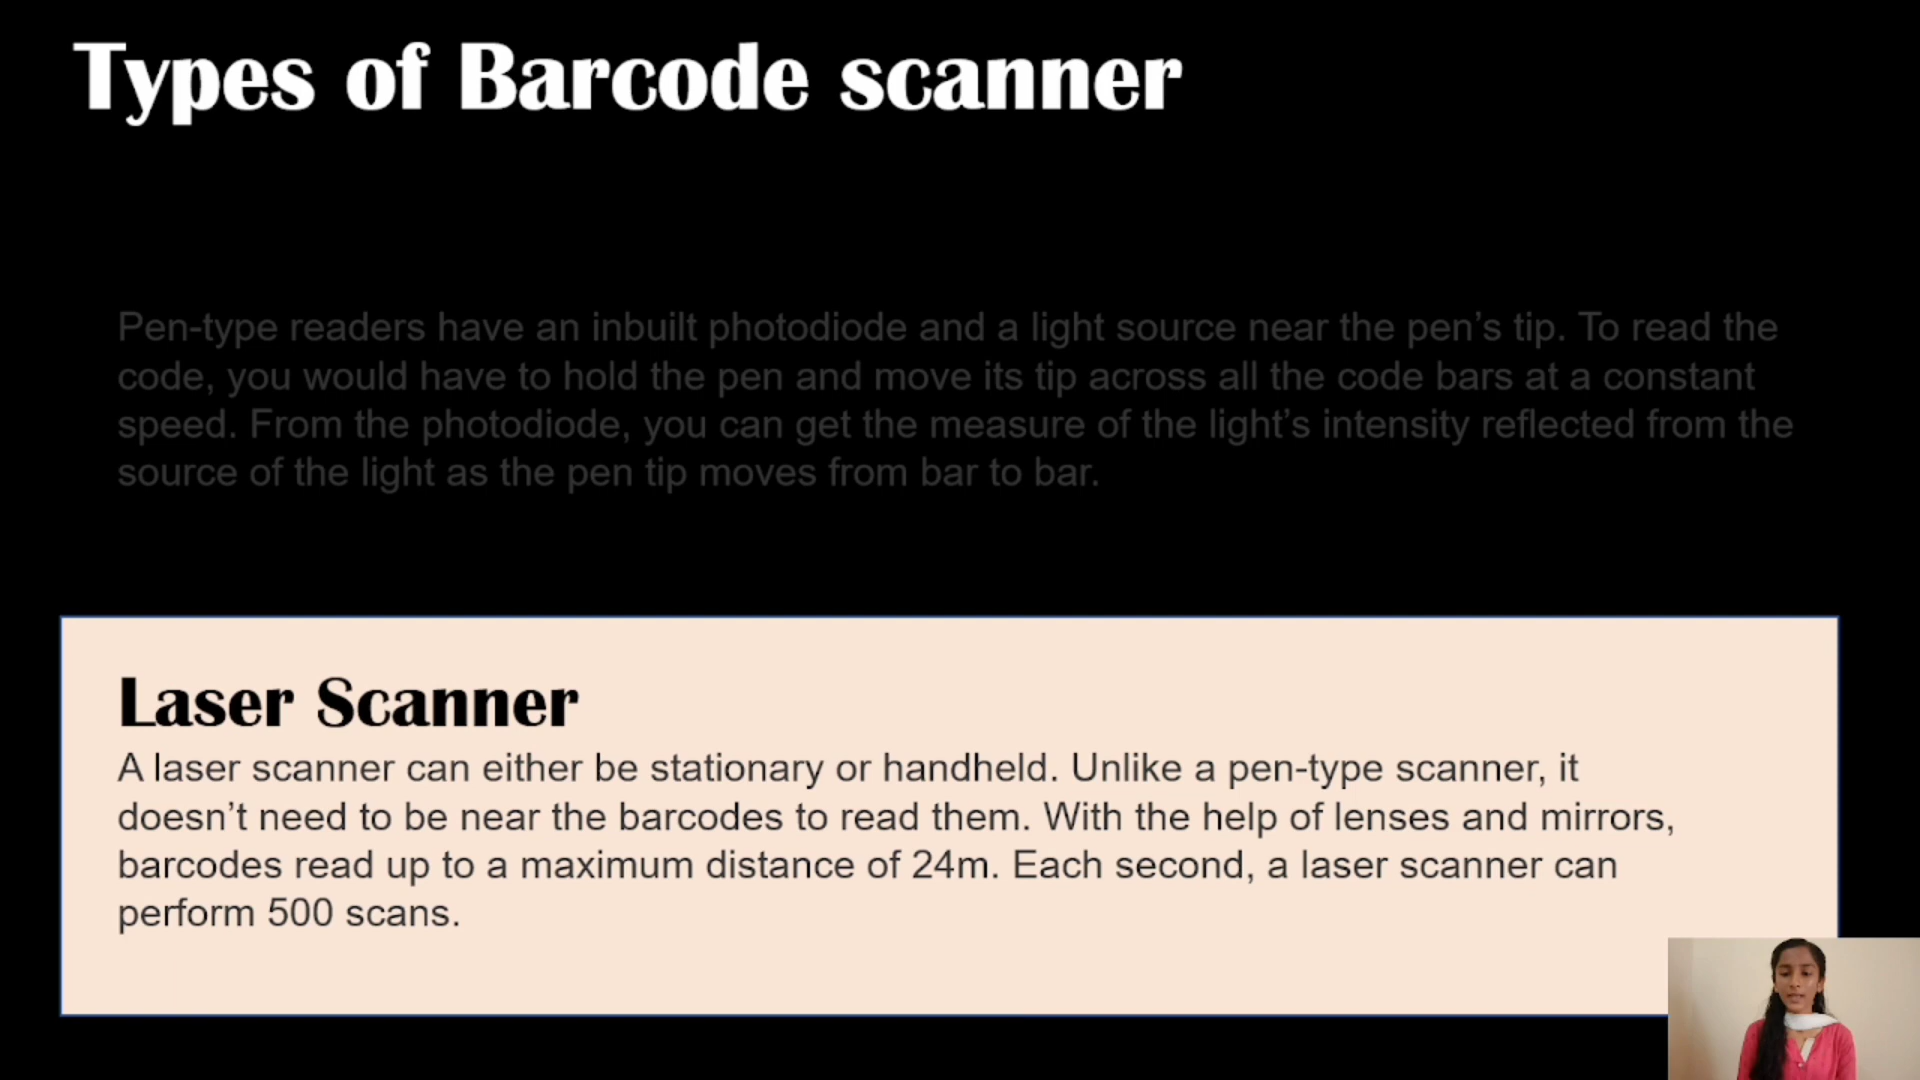 Types of Barcode scanner
Pen-type readers have an inbuilt photodiode and a light source near the pen’s tip. To read the
code, you would have to hold the pen and move its tip across all the code bars at a constant
speed. From the photodiode, you can get the measure of the light’s intensity reflected from the
source of the light as the pen tip moves from bar to bar.
Laser Scanner
A laser scanner can either be stationary or handheld. Unlike a pen-type scanner, it
doesn’t need to be near the barcodes to read them. With the help of lenses and mirrors,
barcodes read up to a maximum distance of 24m. Each second, a laser scanner can
perform 500 scans.